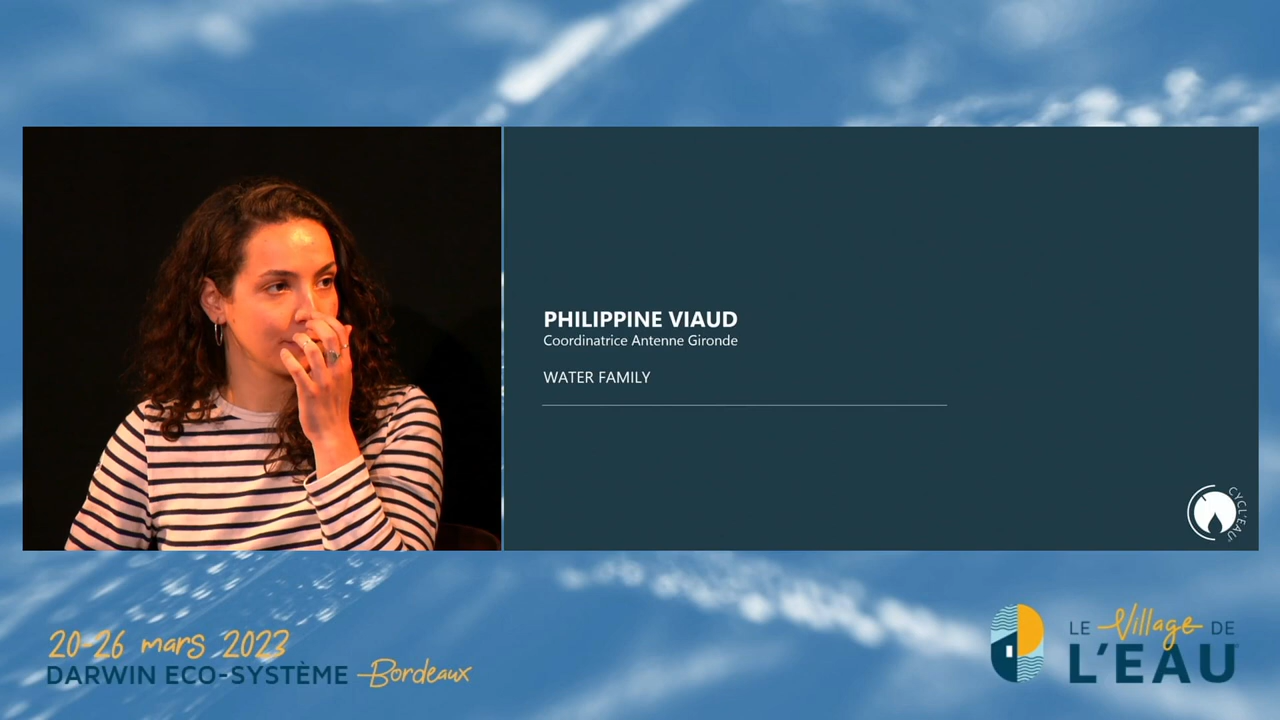 PHILIPPINE VIAUD
Coordinatrice Antenne Gironde
WATER FAMILY
CYCL'EAU
20-26 mars 2023
DARWIN ECO-SYSTÈME Bordeaux
LE Village DE
L'EAU